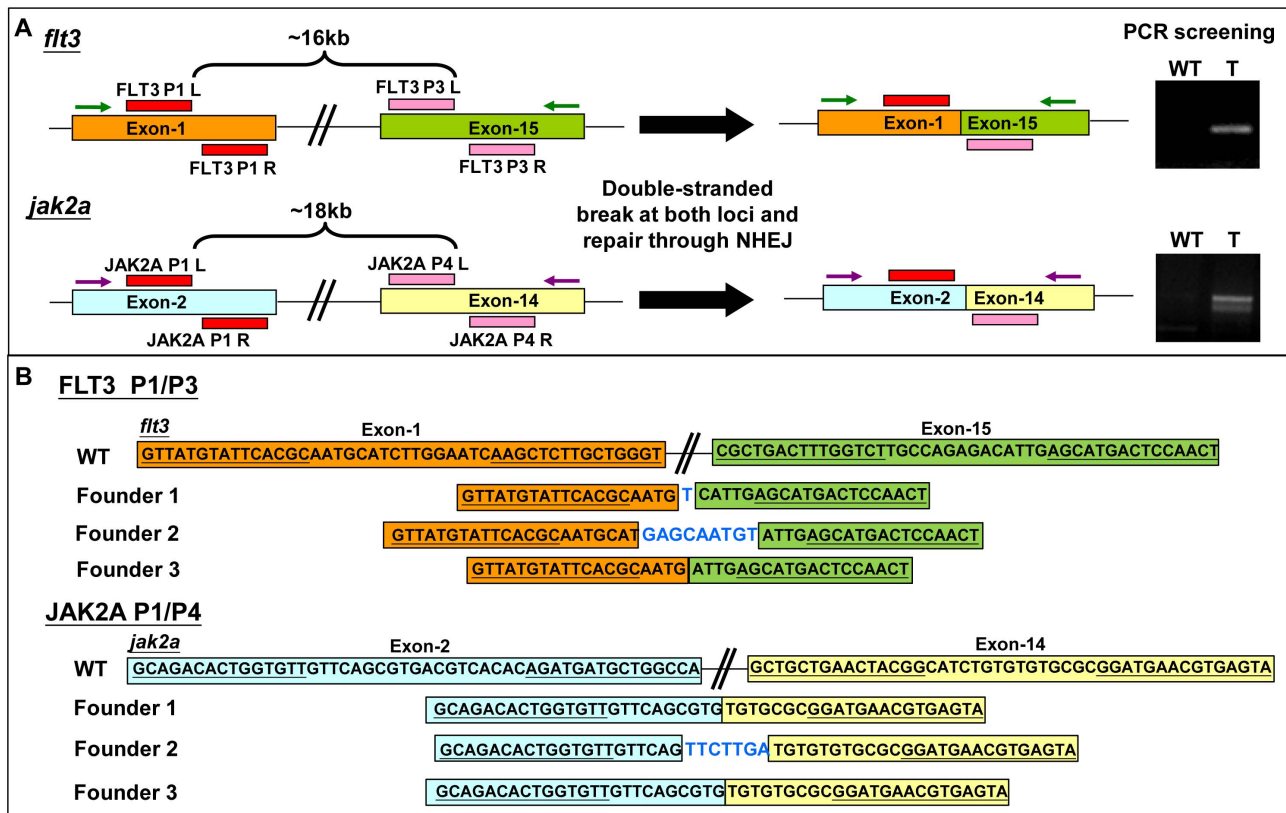 A
flt3
~16kb
PCR screening
WT T
FLT3 P1 L
FLT3 P3 L
Exon-1
Exon-15
Exon-1
Exon-15
FLT3 P1 R
FLT3 P3 R
Double-stranded
break at both loci and
repair through NHEJ
jak2a
~18kb
WT T
JAK2A P1 L
JAK2A P4 L
Exon-2
Exon-14
Exon-2
Exon-14
JAK2A P1 R
JAK2A P4 R
B
FLT3 P1/P3
flt3
Exon-1
Exon-15
WT GTTATGTATTCACGCAATGCATCTTGGAATCAAGCTCTTGCTGGGT CGCTGACTTTGGTCTTGCCAGAGACATTGAGCATGACTCCAACT
Founder 1 GTTATGTATTCACGCAATG T CATTGAGCATGACTCCAACT
Founder 2 GTTATGTATTCACGCAATGCAT GAGCAATGT ATTGAGCATGACTCCAACT
Founder 3 GTTATGTATTCACGCAATG ATTGAGCATGACTCCAACT
JAK2A P1/P4
jak2a
Exon-2
Exon-14
WT GCAGACACTGGTGTTGTTCAGCGTGACGTCACACAGATGATGCTGGCCA GCTGCTGAACTACGGCATCTGTGTGTGCGCGGATGAACGTGAGTA
Founder 1 GCAGACACTGGTGTTGTTCAGCGTG TGTGCGCGGATGAACGTGAGTA
Founder 2 GCAGACACTGGTGTTGTTCAG TTCTTGA TGTGTGTGCGCGGATGAACGTGAGTA
Founder 3 GCAGACACTGGTGTTGTTCAGCGTG TGTGTGCGCGGATGAACGTGAGTA